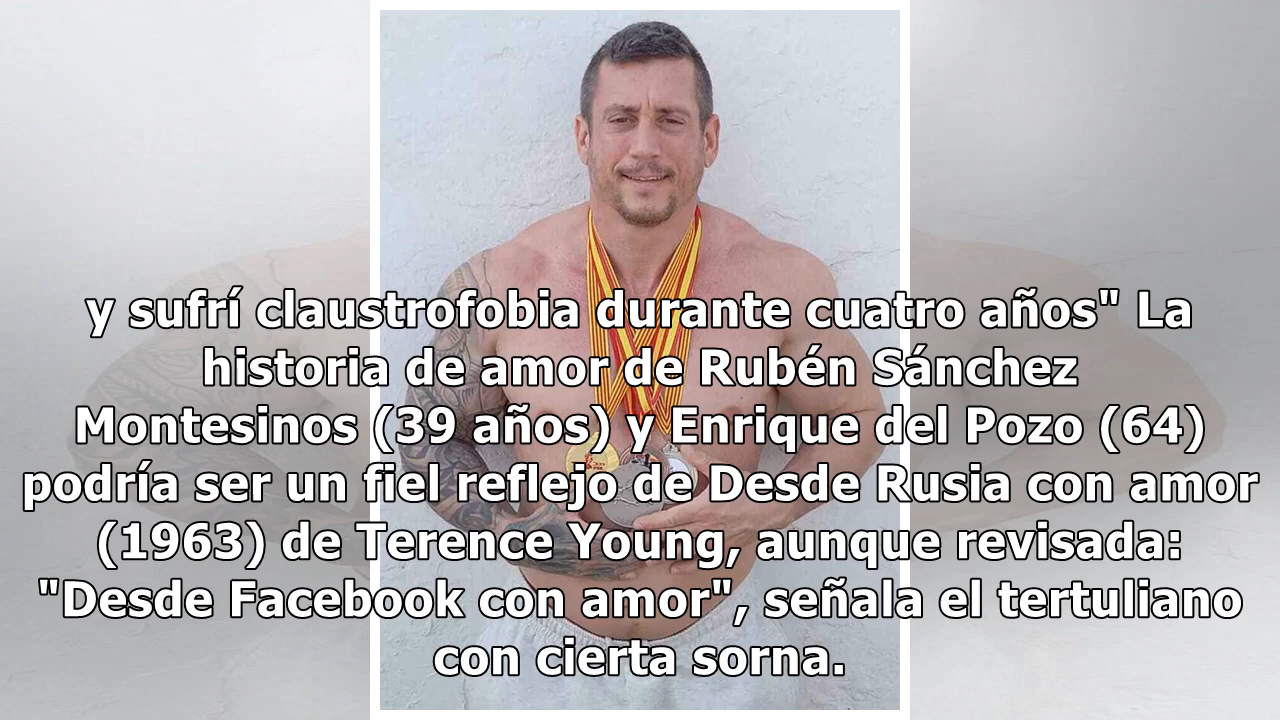 y sufrí claustrofobia durante cuatro años" La
historia de amor de Rubén Sánchez
Montesinos (39 años) y Enrique del Pozo (64)
podría ser un fiel reflejo de Desde Rusia con amor
(1963) de Terence Young, aunque revisada:
"Desde Facebook con amor", señala el tertuliano
con cierta sorna.